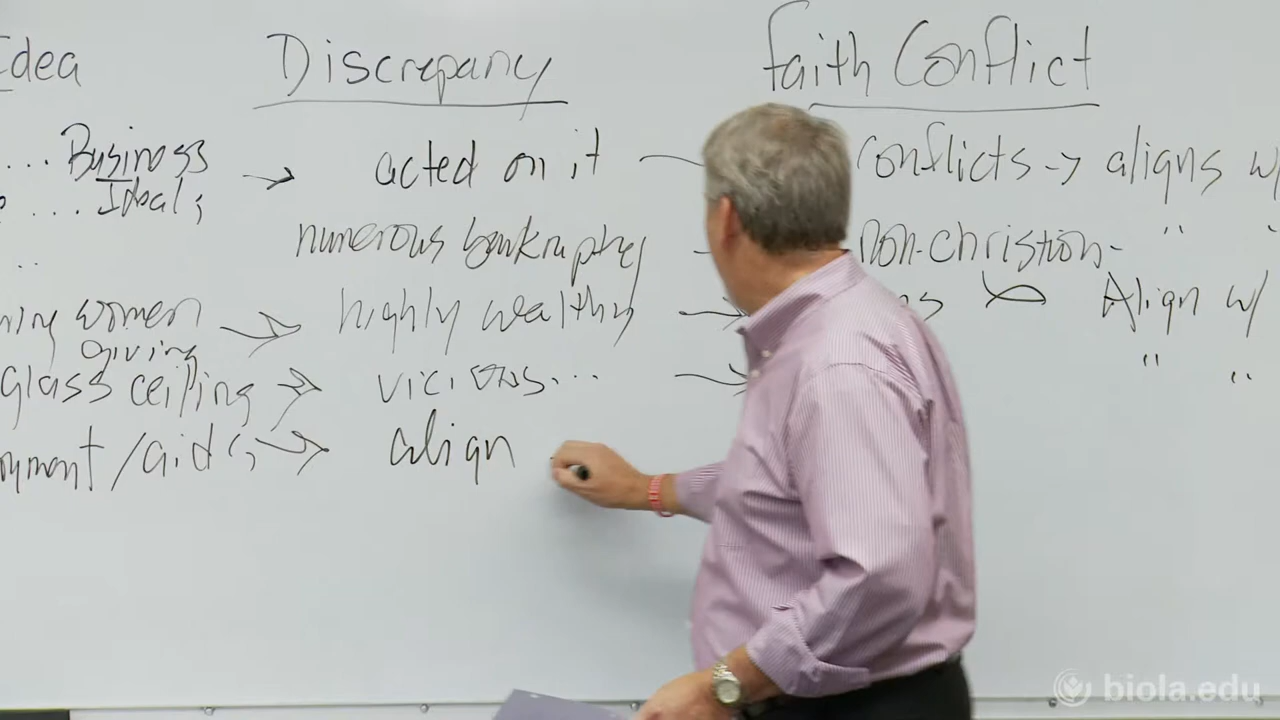 Idea Discrepancy Faith Conflict
... Business → acted on it conflicts → aligns w/
... Ideals
numerous bankruptcy non-christian-
women → highly wealthy → Align w/
giving
glass ceiling → vicious... →
/aid → align
biola.edu